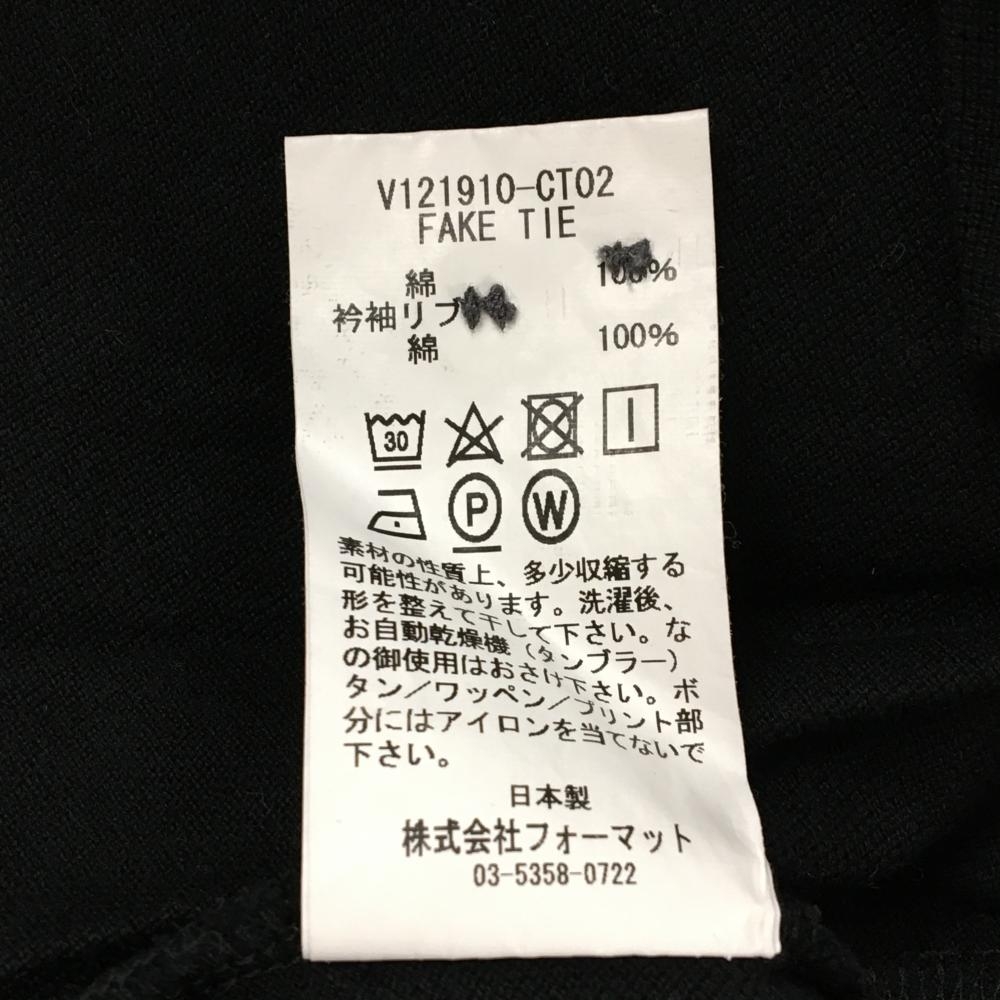 V121910-CT02
FAKE TIE
綿 100%
衿袖リブ
綿 100%
30
P W
素材の性質上、多少収縮する
可能性があります。洗濯後、
形を整えて干して下さい。な
お自動乾燥機(タンブラー)
の御使用はおさけ下さい。ボ
タン/ワッペン/プリント部
分にはアイロンを当てないで
下さい。
日本製
株式会社フォーマット
03-5358-0722